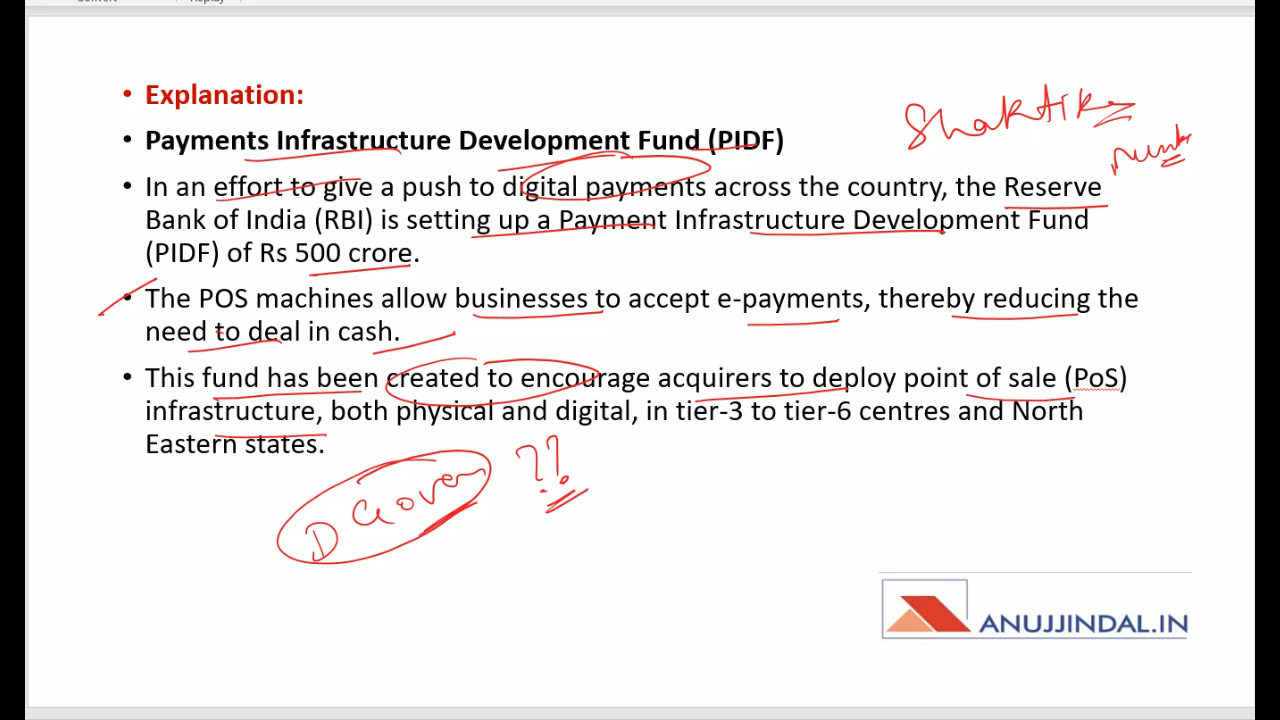 Explanation:
Payments Infrastructure Development Fund (PIDF)
In an effort to give a push to digital payments across the country, the Reserve
Bank of India (RBI) is setting up a Payment Infrastructure Development Fund
(PIDF) of Rs 500 crore.
The POS machines allow businesses to accept e-payments, thereby reducing the
need to deal in cash.
This fund has been created to encourage acquirers to deploy point of sale (PoS)
infrastructure, both physical and digital, in tier-3 to tier-6 centres and North
Eastern states.
D Govern ??
ANUJJINDAL.IN